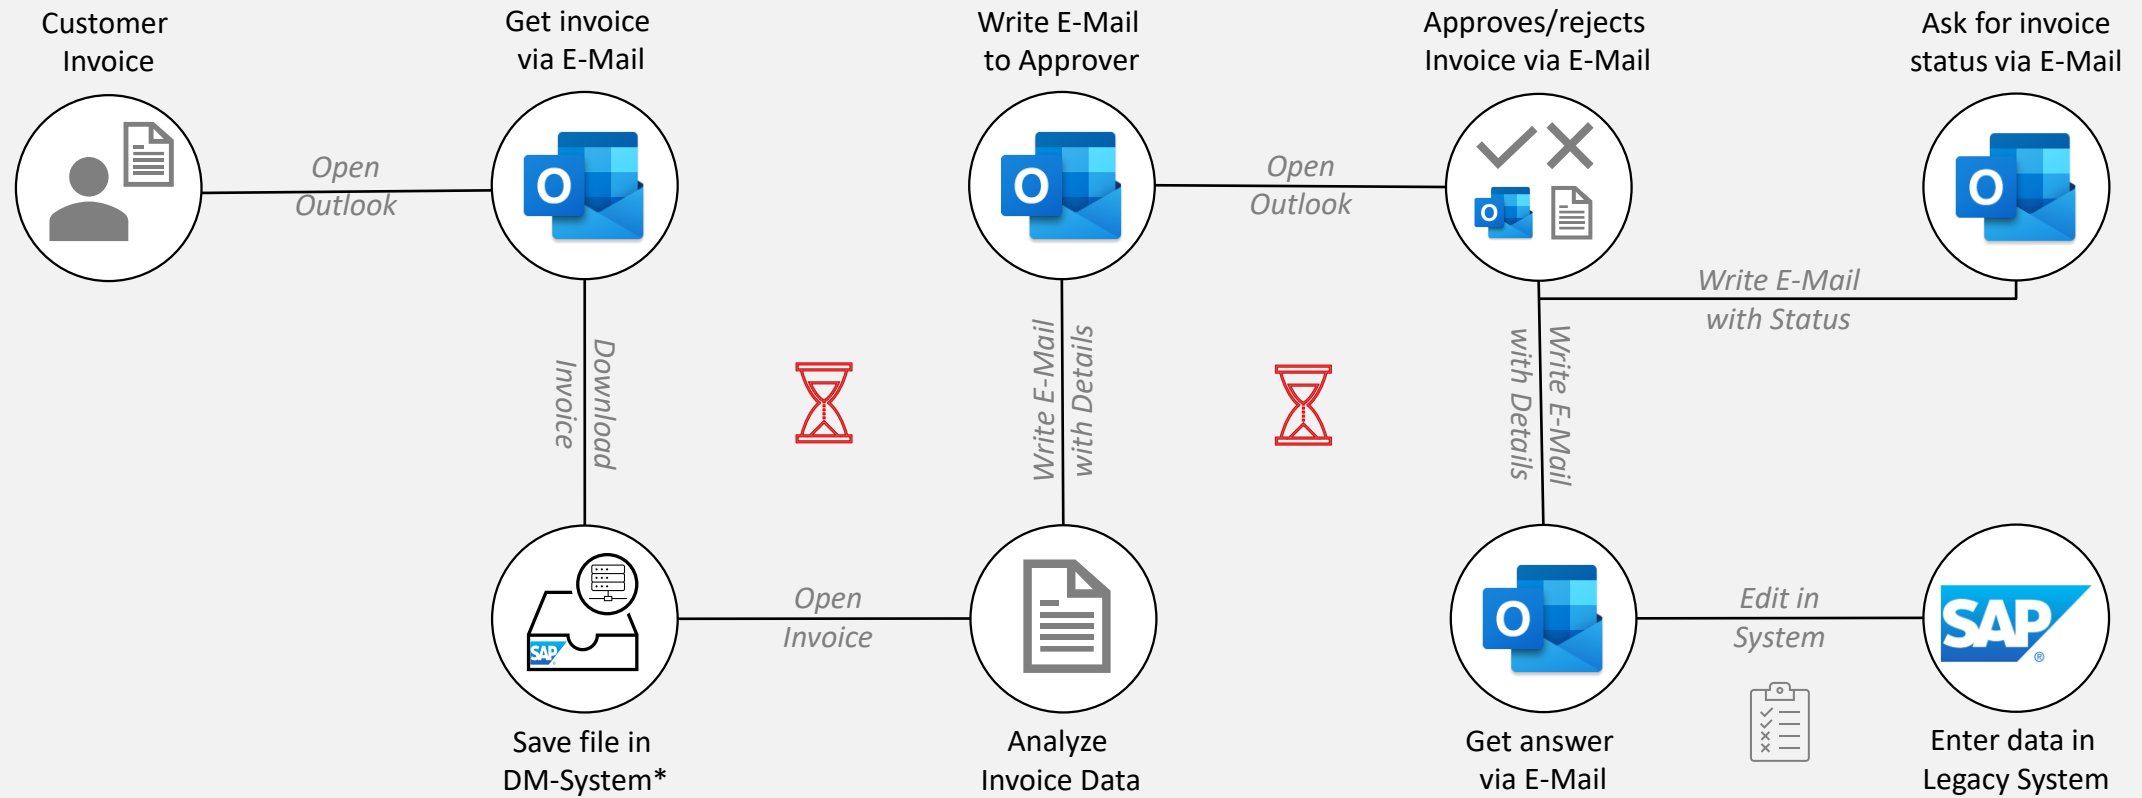 Customer
Invoice
Get invoice
via E-Mail
Write E-Mail
to Approver
Approves/rejects
Invoice via E-Mail
Ask for invoice
status via E-Mail
Open
Outlook
O
O
Open
Outlook
O
O
Write E-Mail
with Status
Download
Invoice
Write E-Mail
with Details
Write E-Mail
with Details
SAP
Open
Invoice
O
Edit in
System
SAP®
Save file in
DM-System*
Analyze
Invoice Data
Get answer
via E-Mail
Enter data in
Legacy System